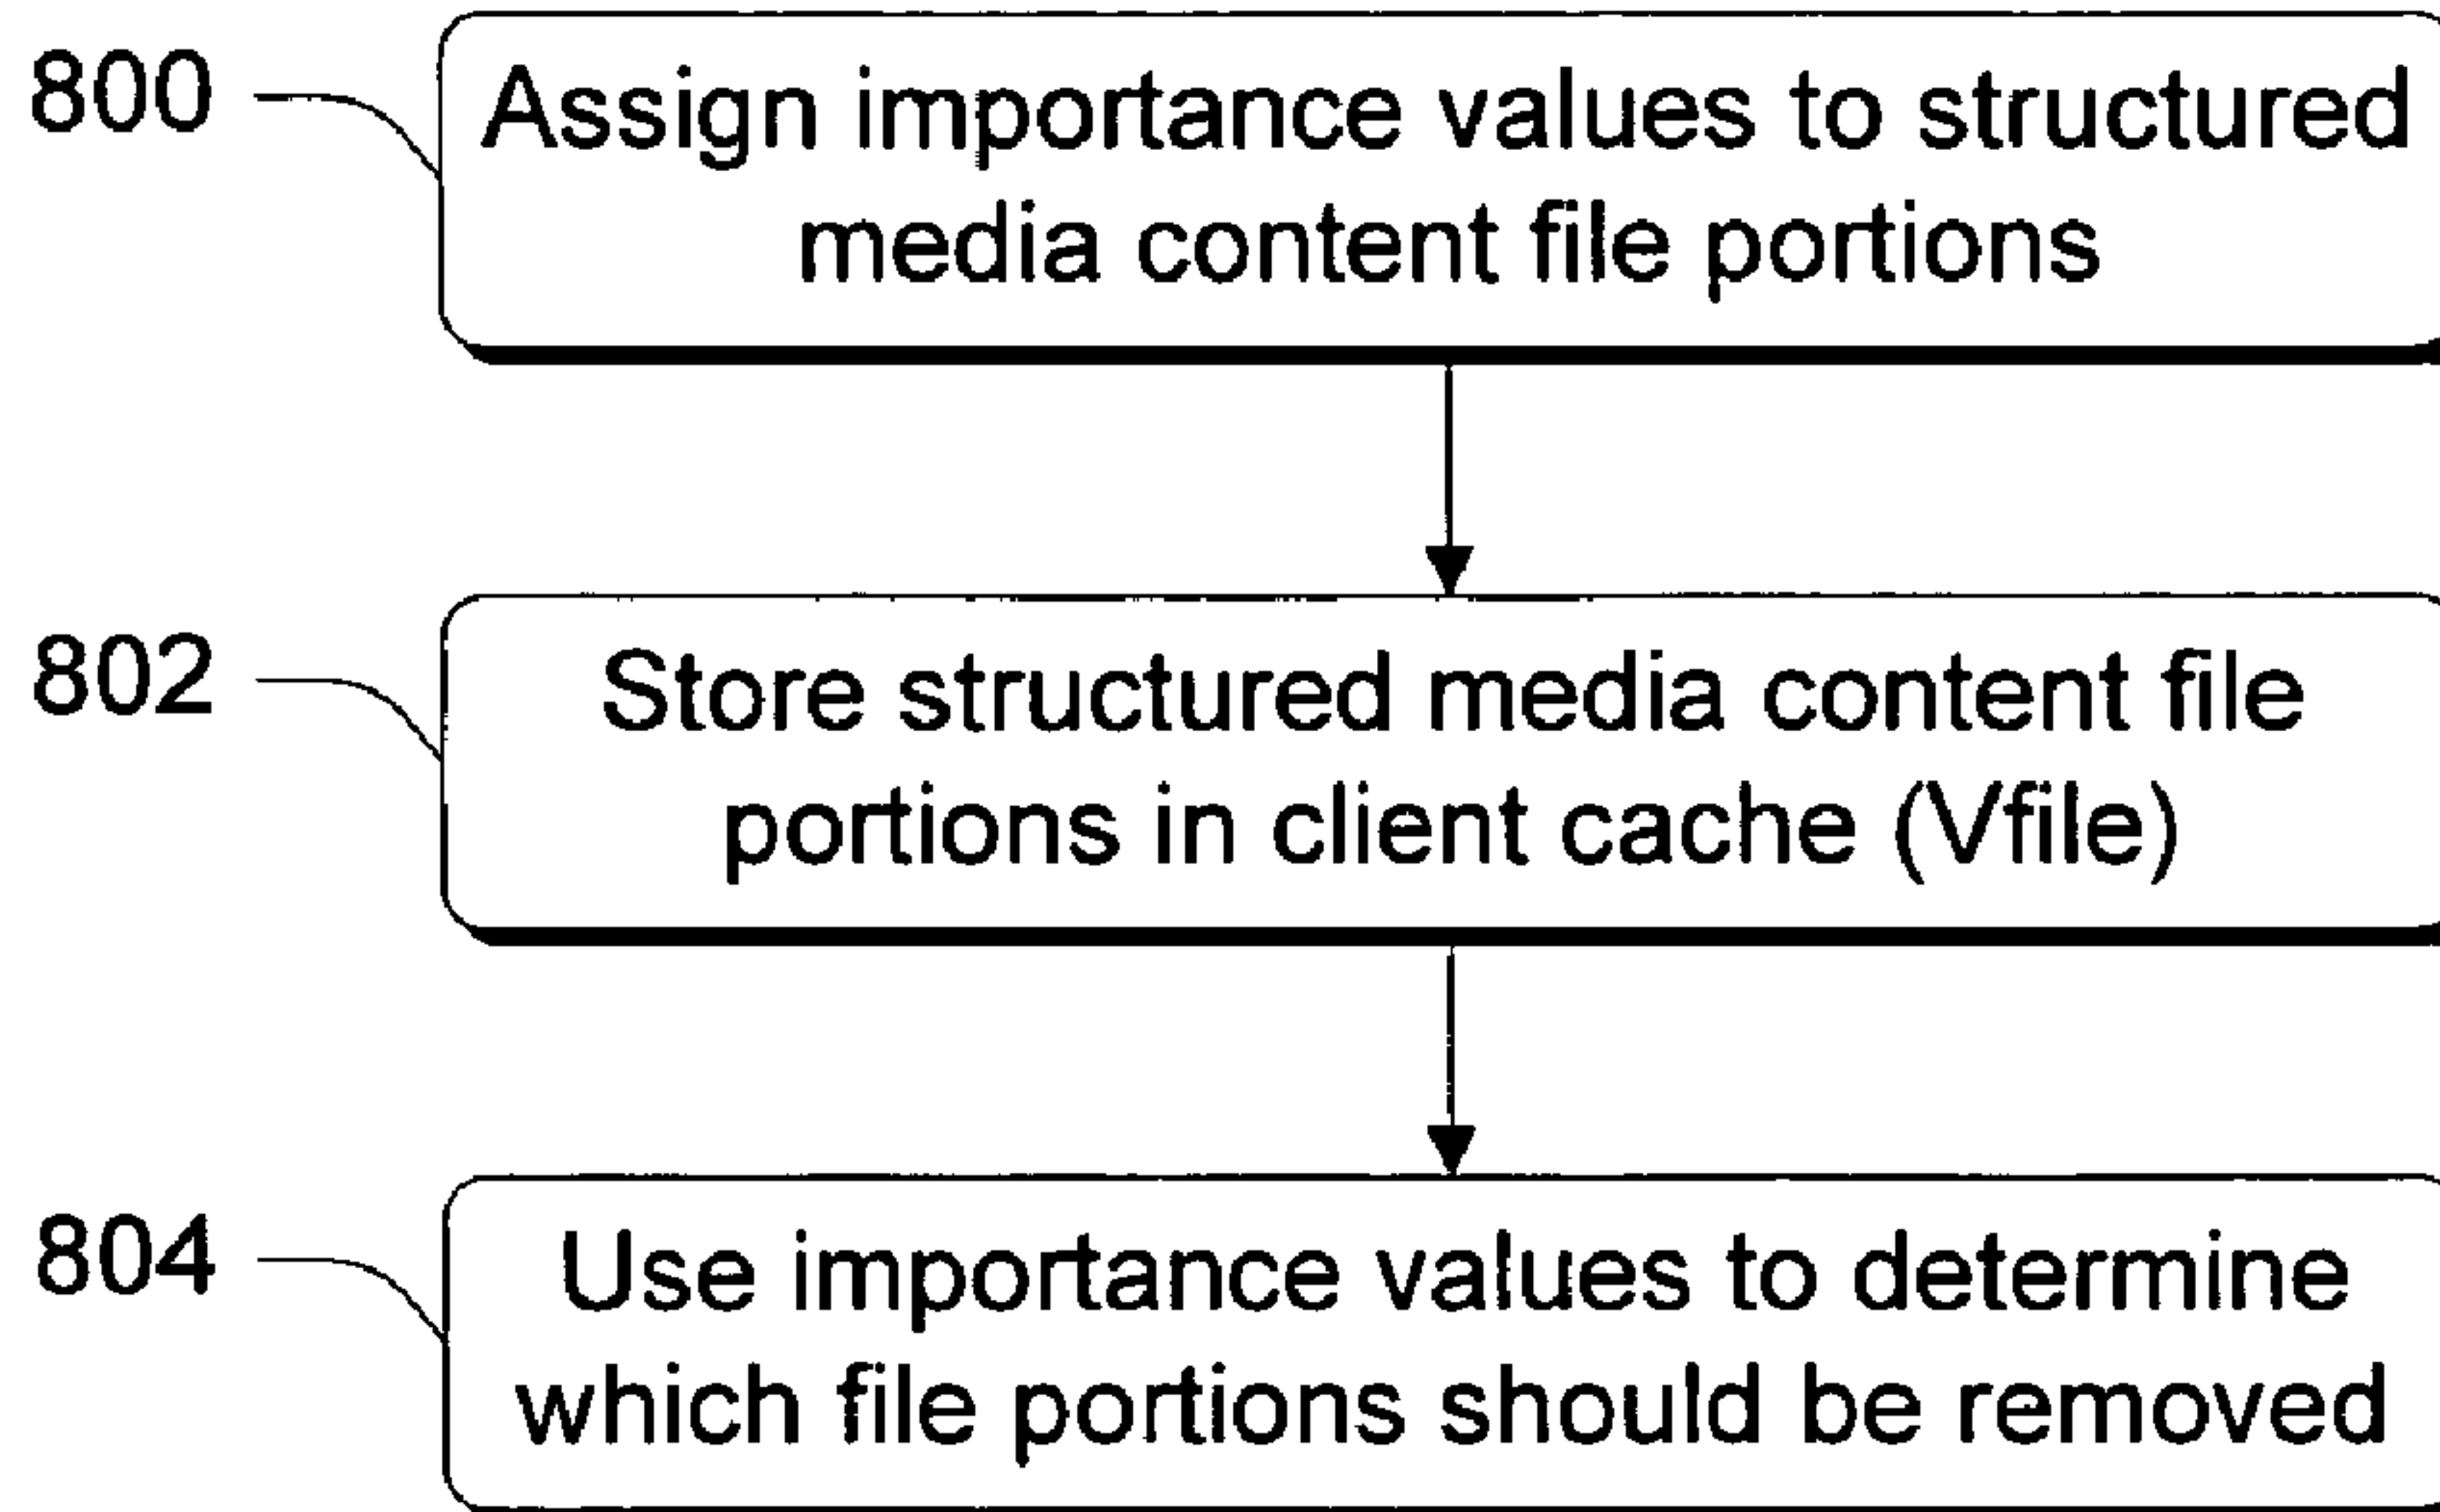 800
Assign importance values to structured
media content file portions
802
Store structured media content file
portions in client cache (Vfile)
804
Use importance values to determine
which file portions should be removed